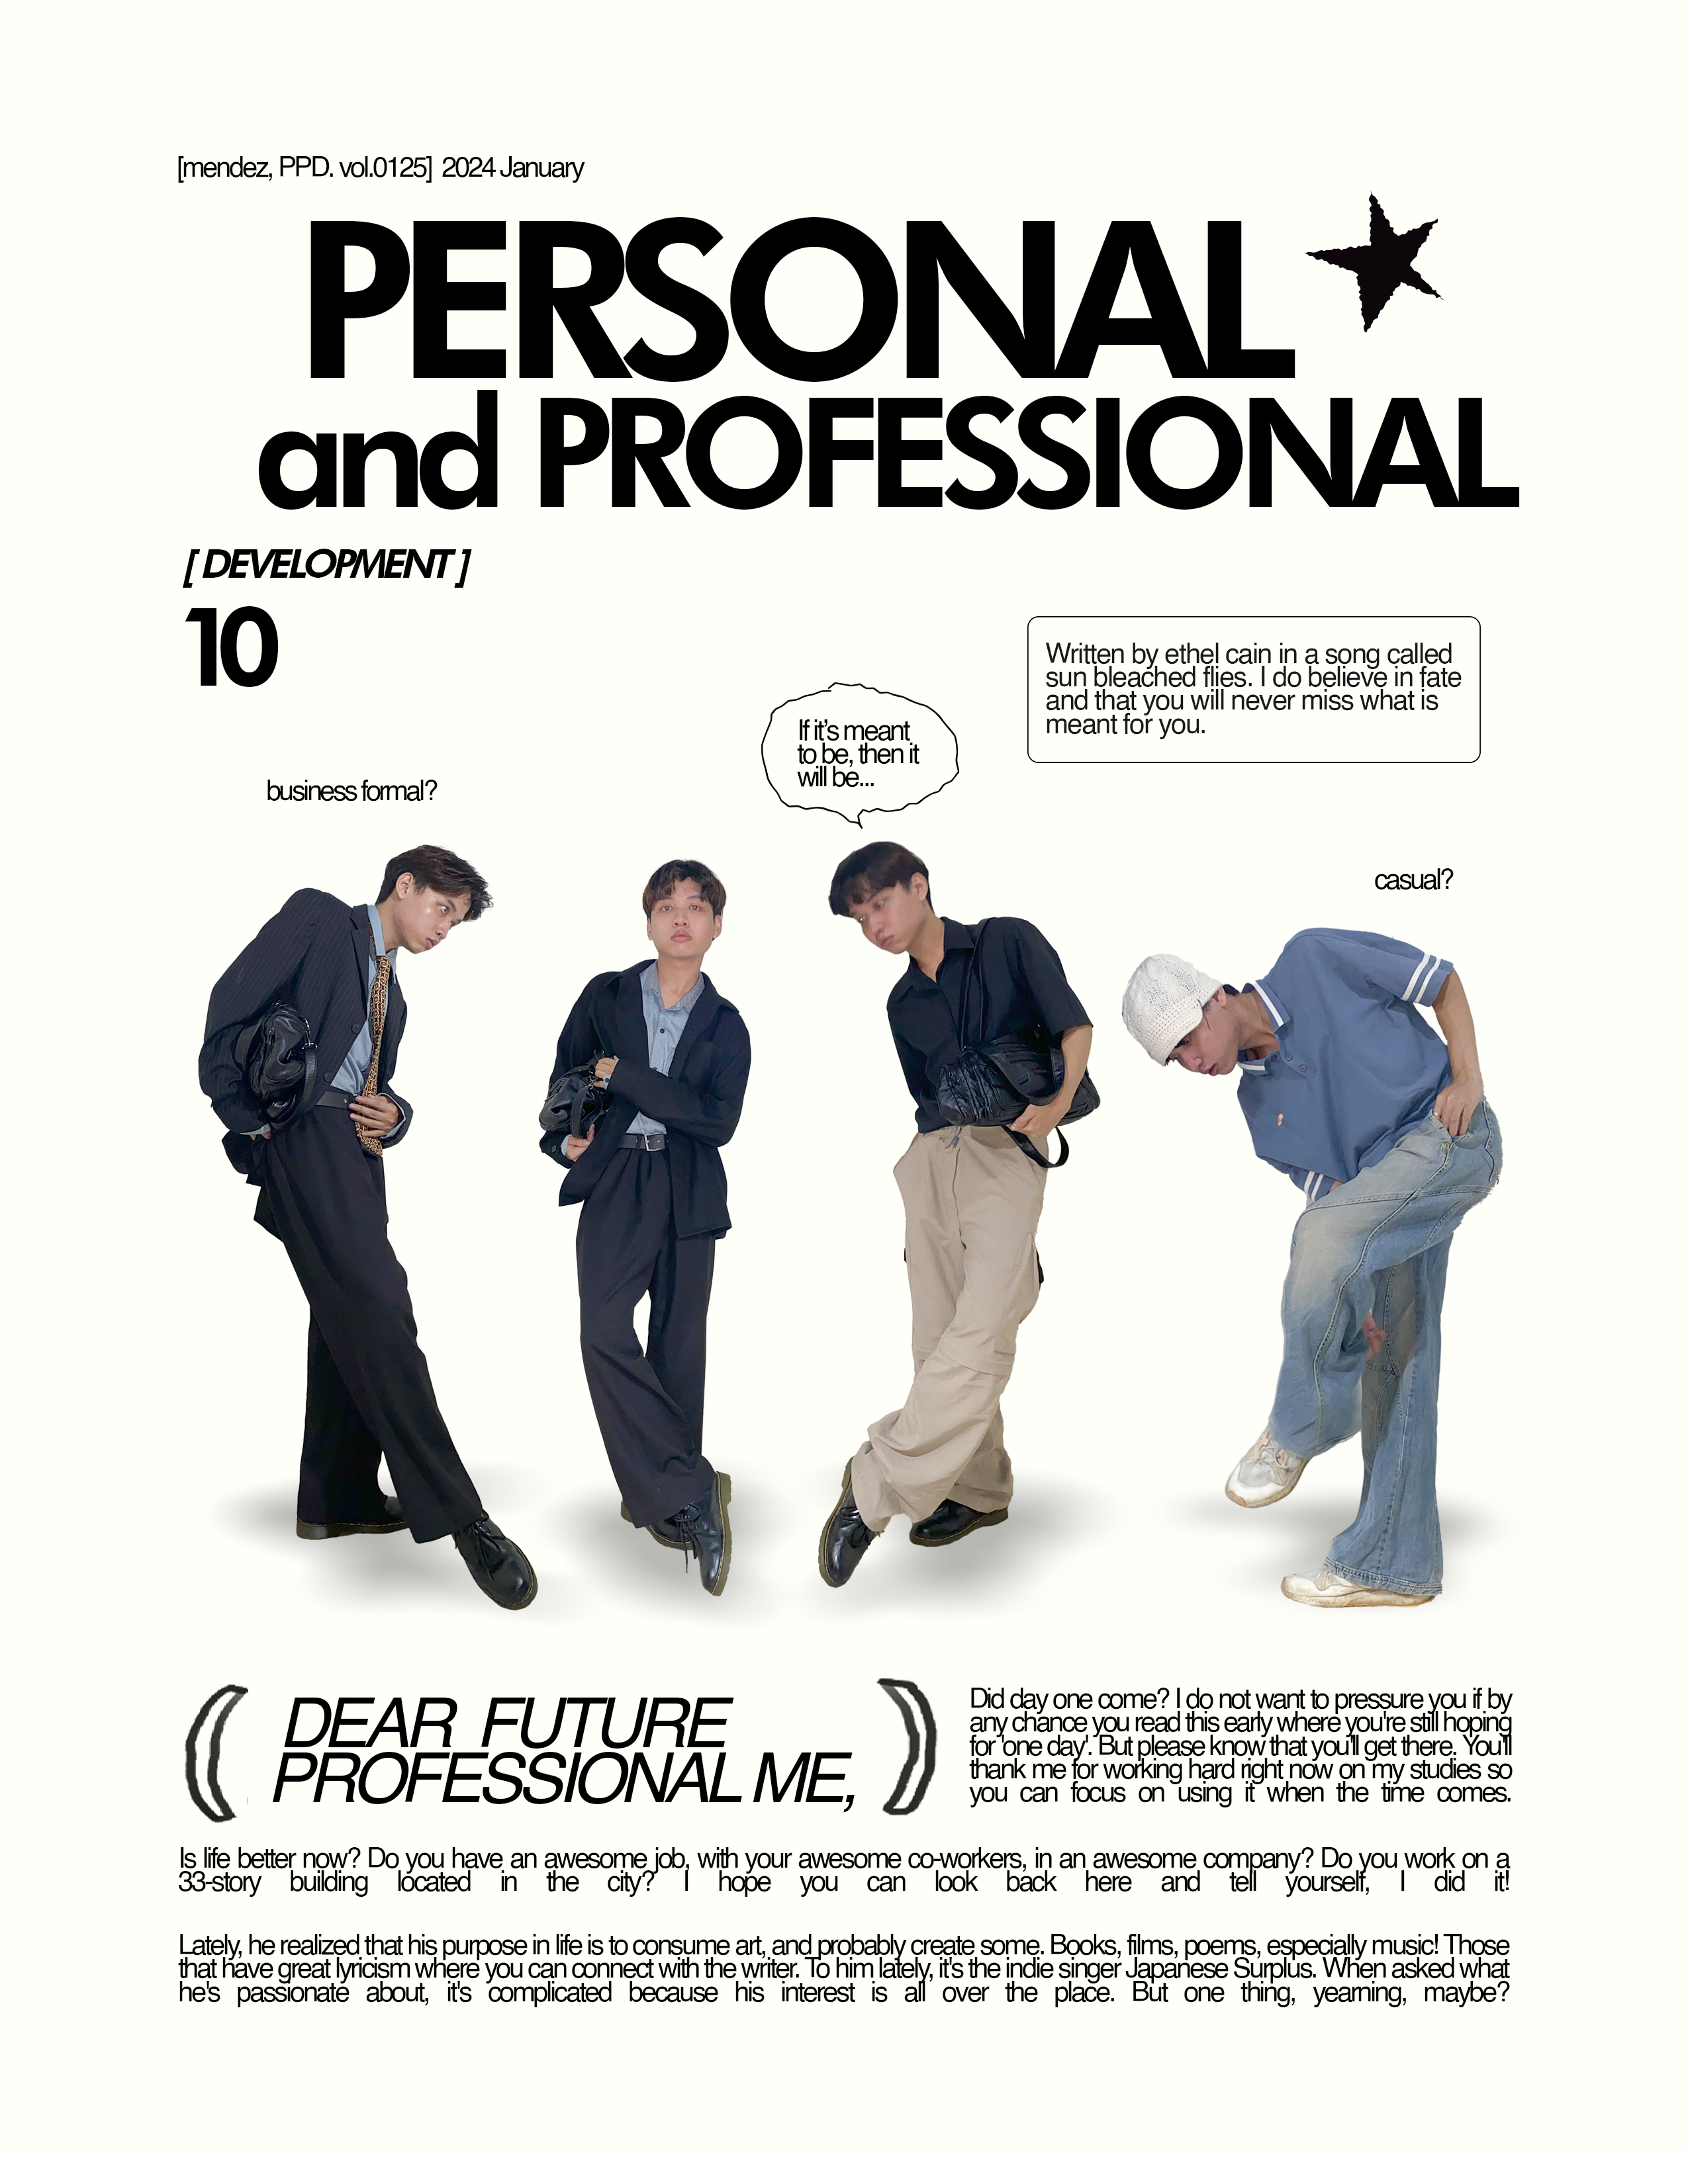 [mendez, PPD. vol.0125] 2024 January
PERSONAL
and PROFESSIONAL
[ DEVELOPMENT ]
10
Written by ethel cain in a song called
sun bleached flies. I do believe in fate
and that you will never miss what is
meant for you.
If it's meant
to be, then it
will be...
business formal?
casual?
DEAR FUTURE
PROFESSIONAL ME,
Did day one come? I do not want to pressure you if by
any chance you read this early where you're still hoping
for 'one day'. But please know that you'll get there. You'll
thank me for working hard right now on my studies so
you can focus on using it when the time comes.
Is life better now? Do you have an awesome job, with your awesome co-workers, in an awesome company? Do you work on a
33-story building located in the city? I hope you can look back here and tell yourself, I did it!
Lately, he realized that his purpose in life is to consume art, and probably create some. Books, films, poems, especially music! Those
that have great lyricism where you can connect with the writer. To him lately, it's the indie singer Japanese Surplus. When asked what
he's passionate about, it's complicated because his interest is all over the place. But one thing, yearning, maybe?